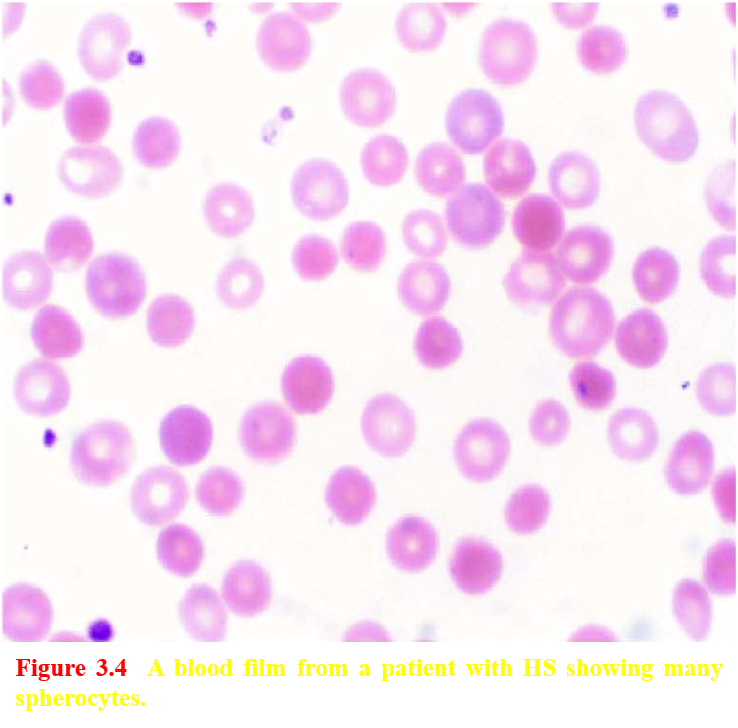 Figure 3.4 A blood film from a patient with HS showing many
spherocytes.